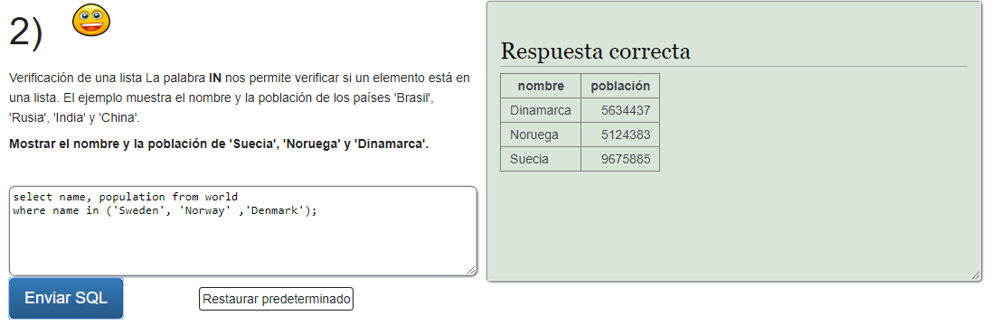 2)
Verificación de una lista La palabra IN nos permite verificar si un elemento está en
una lista. El ejemplo muestra el nombre y la población de los países 'Brasil',
'Rusia', 'India' y 'China'.
Mostrar el nombre y la población de 'Suecia', 'Noruega' y 'Dinamarca'.
select name, population from world
where name in ('Sweden', 'Norway' ,'Denmark');
Enviar SQL
Restaurar predeterminado
Respuesta correcta
nombre población
Dinamarca 5634437
Noruega 5124383
Suecia 9675885